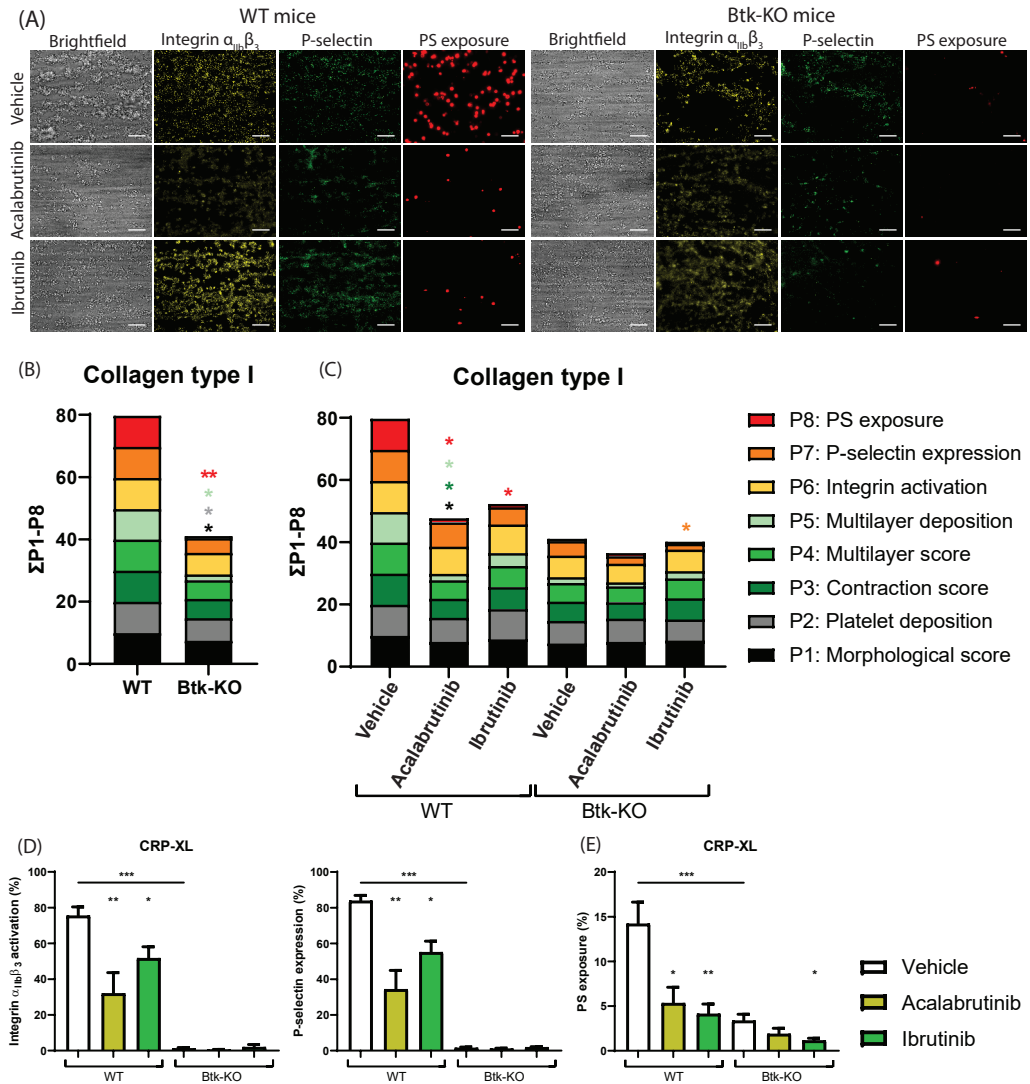 (A)
WT mice
Btk-KO mice
Brightfield
Integrin αIIbβ3
P-selectin
PS exposure
Brightfield
Integrin αIIbβ3
P-selectin
PS exposure
Vehicle
Acalabrutinib
Ibrutinib
(B)
Collagen type I
ΣP1-P8
80
60
40
20
0
**
*
*
*
WT
Btk-KO
(C)
Collagen type I
ΣP1-P8
80
60
40
20
0
*
*
*
*
*
*
Vehicle
Acalabrutinib
Ibrutinib
Vehicle
Acalabrutinib
Ibrutinib
WT
Btk-KO
P8: PS exposure
P7: P-selectin expression
P6: Integrin activation
P5: Multilayer deposition
P4: Multilayer score
P3: Contraction score
P2: Platelet deposition
P1: Morphological score
(D)
CRP-XL
Integrin αIIbβ3 activation (%)
100
80
60
40
20
0
***
** *
WT
Btk-KO
P-selectin expression (%)
100
80
60
40
20
0
***
** *
WT
Btk-KO
(E)
CRP-XL
PS exposure (%)
20
15
10
5
0
***
* ** *
WT
Btk-KO
Vehicle
Acalabrutinib
Ibrutinib